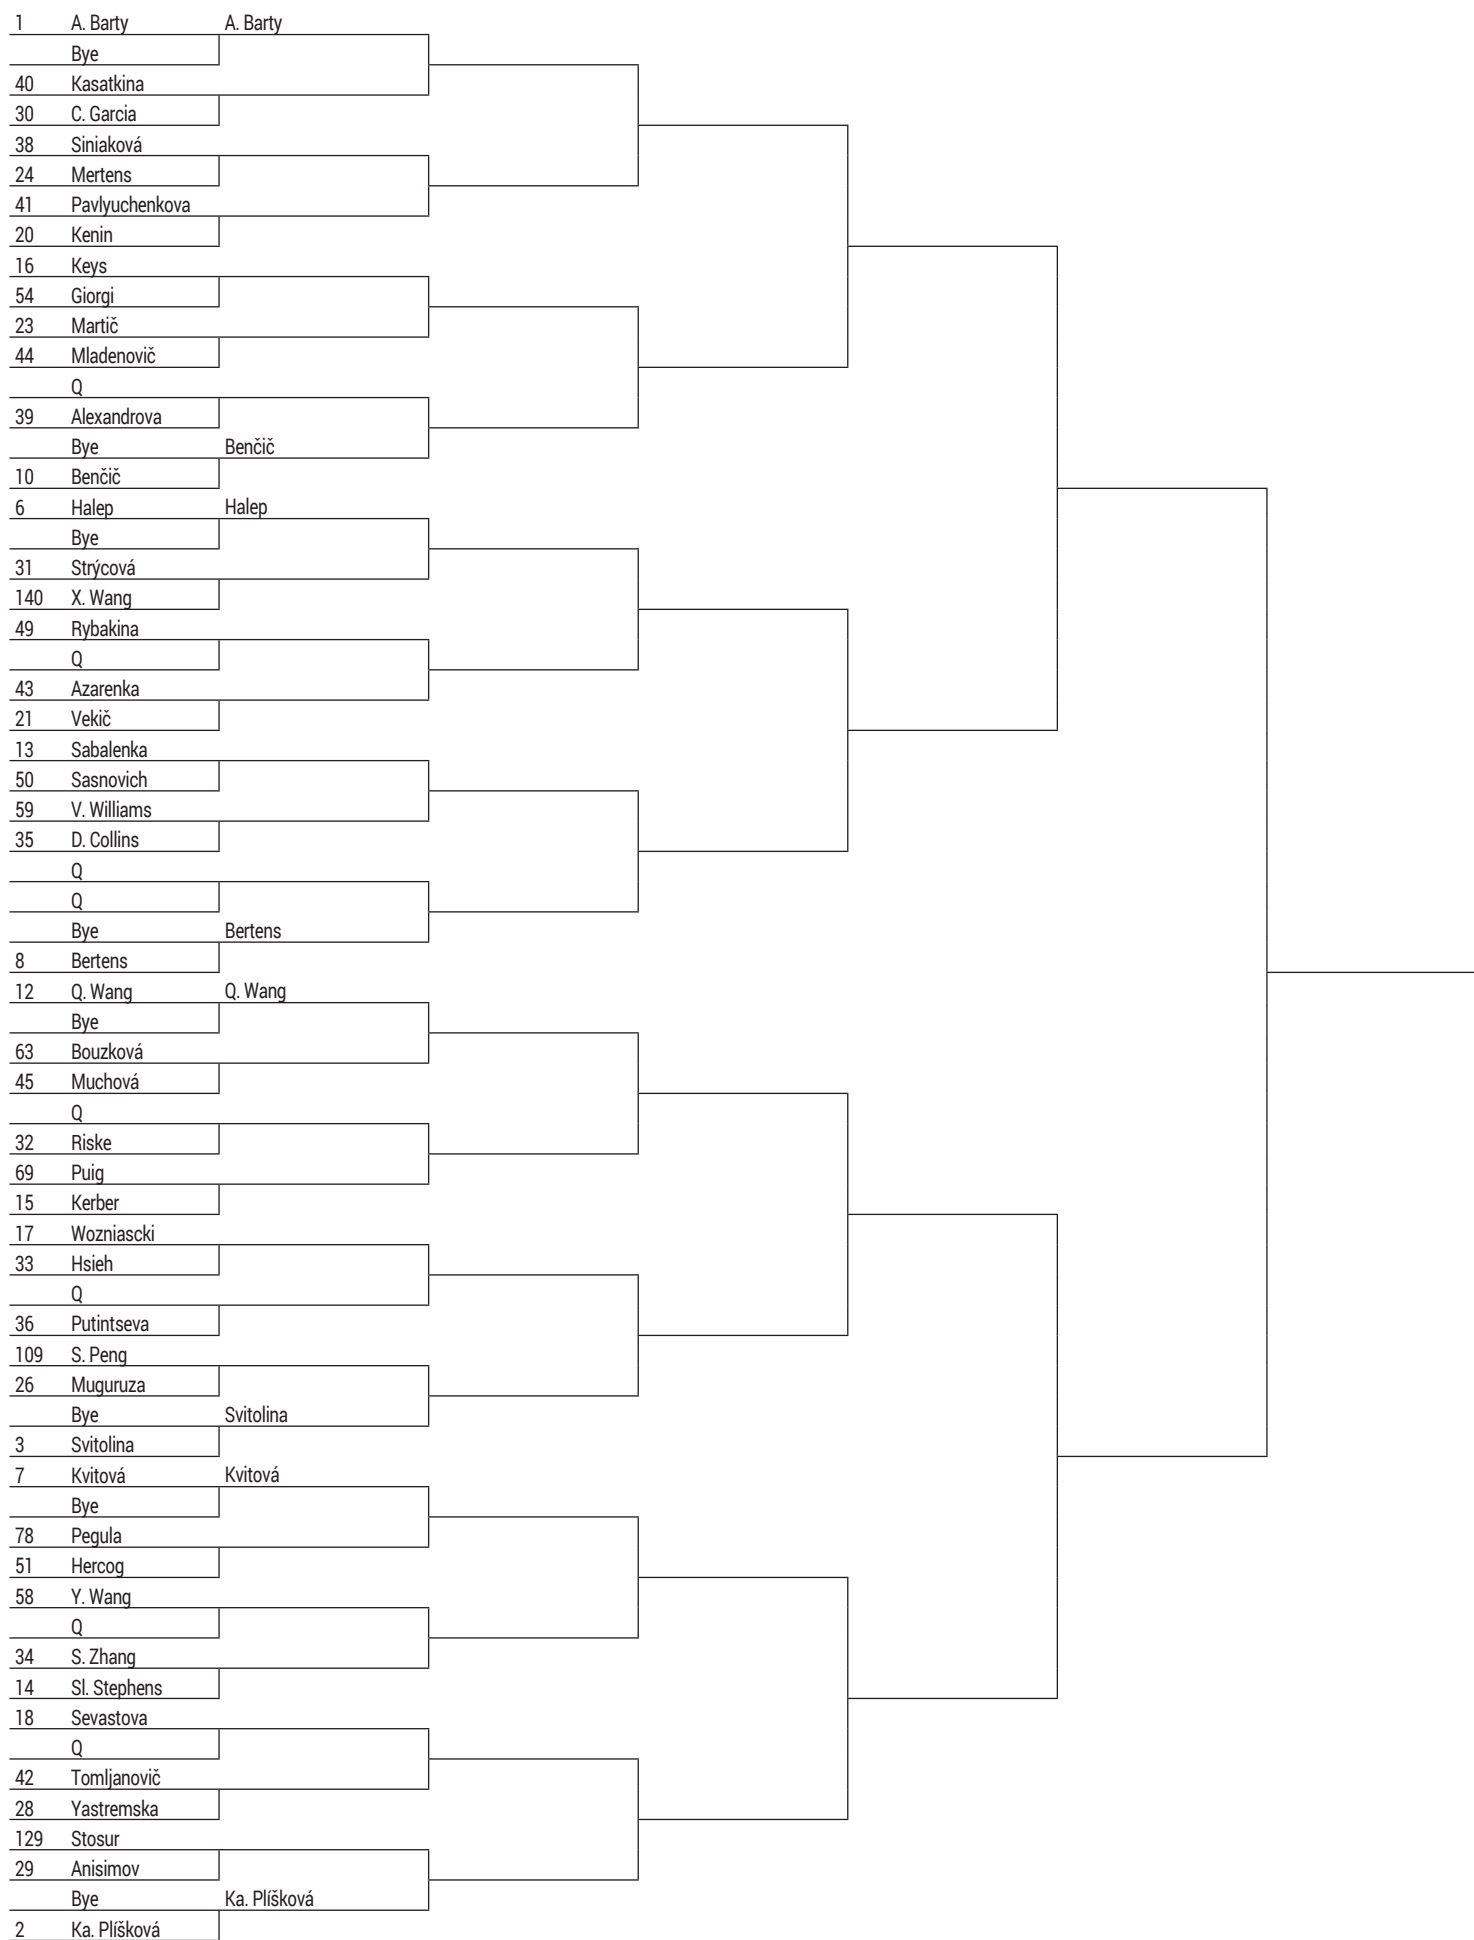 1 A. Barty A. Barty
Bye
40 Kasatkina
30 C. Garcia
38 Siniaková
24 Mertens
41 Pavlyuchenkova
20 Kenin
16 Keys
54 Giorgi
23 Martič
44 Mladenovič
Q
39 Alexandrova
Bye Benčič
10 Benčič
6 Halep Halep
Bye
31 Strýcová
140 X. Wang
49 Rybakina
Q
43 Azarenka
21 Vekič
13 Sabalenka
50 Sasnovich
59 V. Williams
35 D. Collins
Q
Q
Bye Bertens
8 Bertens
12 Q. Wang Q. Wang
Bye
63 Bouzková
45 Muchová
Q
32 Riske
69 Puig
15 Kerber
17 Wozniascki
33 Hsieh
Q
36 Putintseva
109 S. Peng
26 Muguruza
Bye Svitolina
3 Svitolina
7 Kvitová Kvitová
Bye
78 Pegula
51 Hercog
58 Y. Wang
Q
34 S. Zhang
14 Sl. Stephens
18 Sevastova
Q
42 Tomljanovič
28 Yastremska
129 Stosur
29 Anisimov
Bye Ka. Plíšková
2 Ka. Plíšková